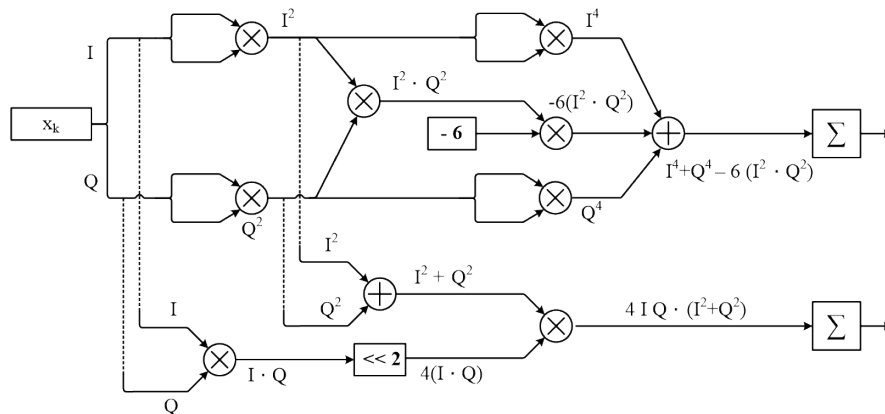 I
I²
I⁴
x_k
I² · Q²
-6(I² · Q²)
- 6
∑
I⁴+Q⁴– 6 (I² · Q²)
Q
Q²
Q⁴
I²
I² + Q²
Q²
4 I Q · (I²+Q²)
∑
I
<< 2
I · Q
4(I · Q)
Q